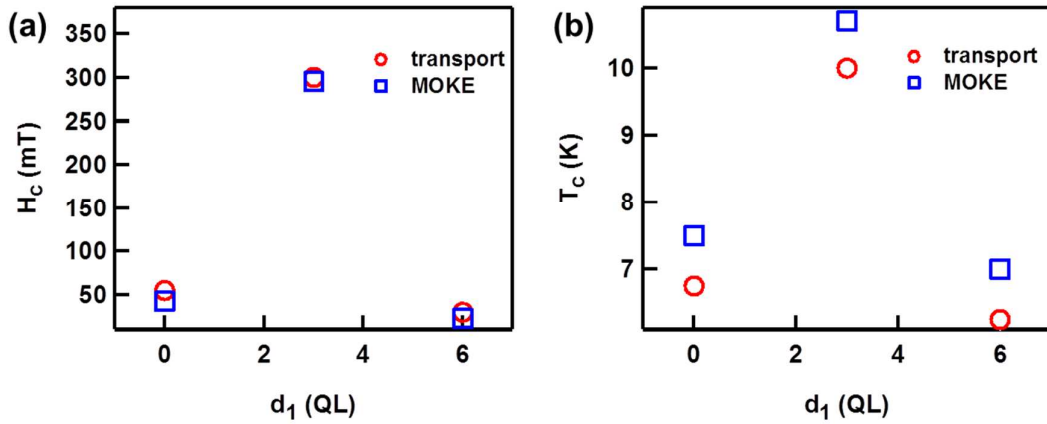 (a)
H_C (mT)
350
300
250
200
150
100
50
transport
MOKE
0
2
4
6
d_1 (QL)
(b)
T_C (K)
10
9
8
7
transport
MOKE
0
2
4
6
d_1 (QL)